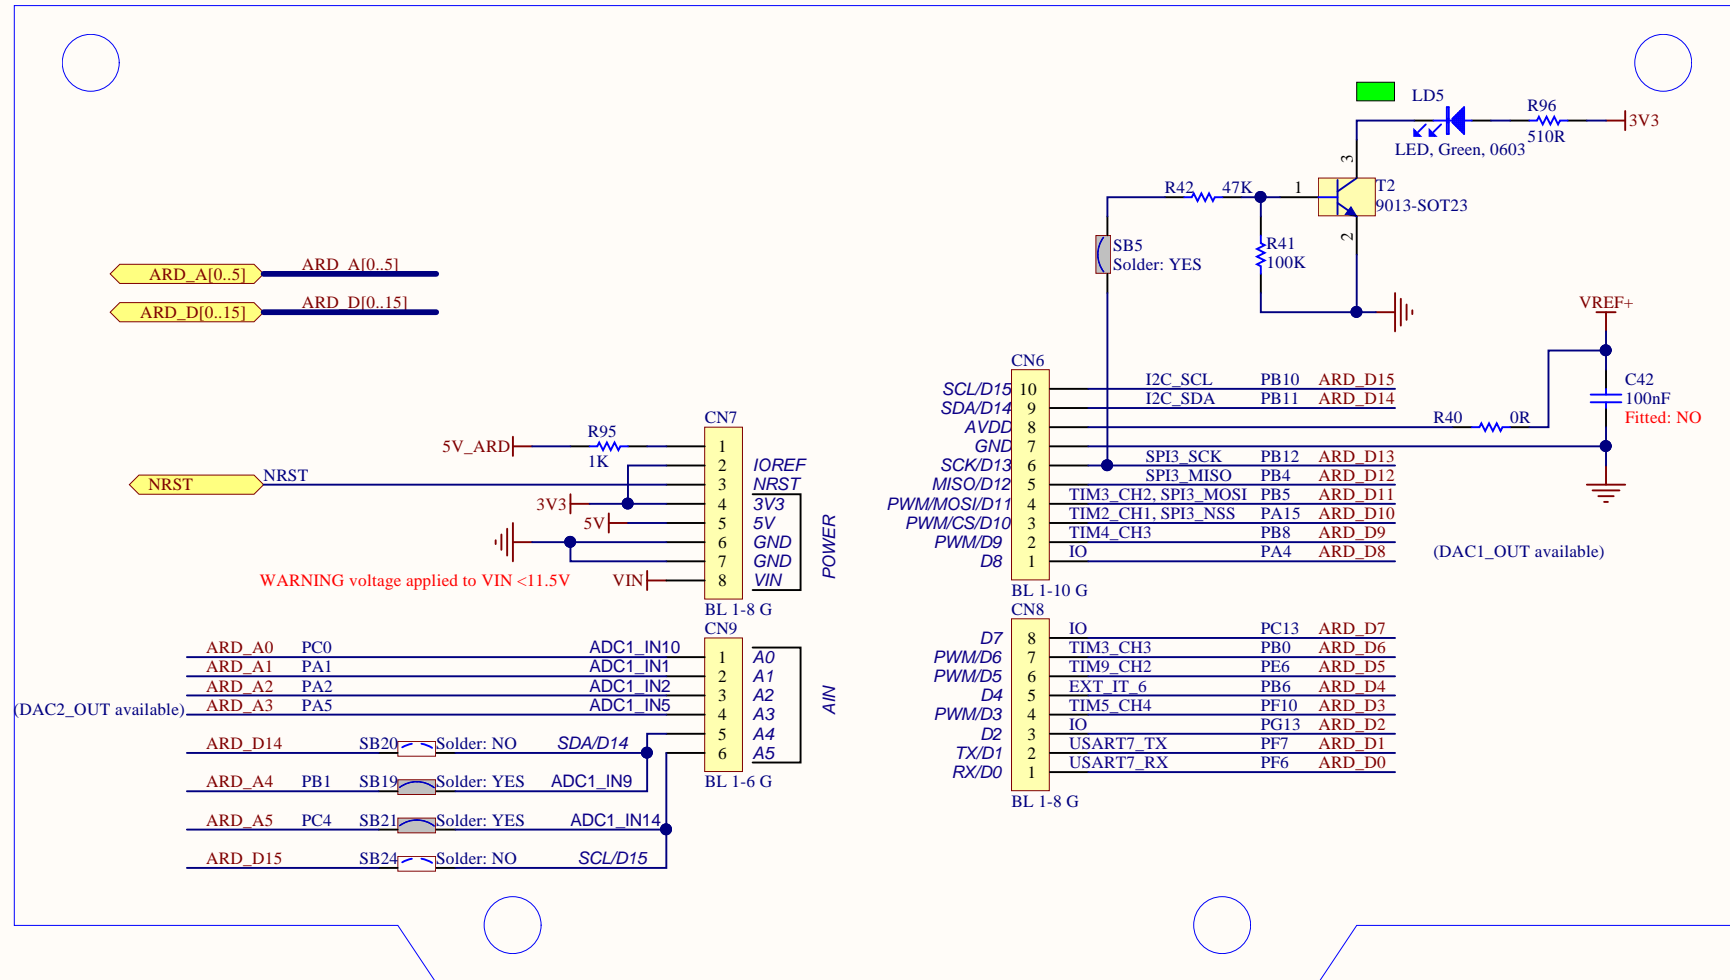 LD5
R96
3V3
510R
LED, Green, 0603
3
R42 47K 1 T2
9013-SOT23
2
SB5
Solder: YES
R41
100K
ARD_A[0..5] ARD_A[0..5]
ARD_D[0..15] ARD_D[0..15]
VREF+
C42
100nF
Fitted: NO
R40 0R
CN7
5V_ARD R95 1
1K
2 IOREF
NRST NRST 3 NRST
3V3 4 3V3
5V 5 5V
6 GND
7 GND
WARNING voltage applied to VIN <11.5V VIN 8 VIN
POWER
BL 1-8 G
CN6
SCL/D15 10 I2C_SCL PB10 ARD_D15
SDA/D14 9 I2C_SDA PB11 ARD_D14
AVDD 8
GND 7
SCK/D13 6 SPI3_SCK PB12 ARD_D13
MISO/D12 5 SPI3_MISO PB4 ARD_D12
PWM/MOSI/D11 4 TIM3_CH2, SPI3_MOSI PB5 ARD_D11
PWM/CS/D10 3 TIM2_CH1, SPI3_NSS PA15 ARD_D10
PWM/D9 2 TIM4_CH3 PB8 ARD_D9
D8 1 IO PA4 ARD_D8 (DAC1_OUT available)
BL 1-10 G
CN9
ARD_A0 PC0 ADC1_IN10 1 A0
ARD_A1 PA1 ADC1_IN1 2 A1
ARD_A2 PA2 ADC1_IN2 3 A2
(DAC2_OUT available) ARD_A3 PA5 ADC1_IN5 4 A3
5 A4
6 A5
AIN
BL 1-6 G
ARD_D14 SB20 Solder: NO SDA/D14
ARD_A4 PB1 SB19 Solder: YES ADC1_IN9
ARD_A5 PC4 SB21 Solder: YES ADC1_IN14
ARD_D15 SB24 Solder: NO SCL/D15
CN8
D7 8 IO PC13 ARD_D7
PWM/D6 7 TIM3_CH3 PB0 ARD_D6
PWM/D5 6 TIM9_CH2 PE6 ARD_D5
D4 5 EXT_IT_6 PB6 ARD_D4
PWM/D3 4 TIM5_CH4 PF10 ARD_D3
D2 3 IO PG13 ARD_D2
TX/D1 2 USART7_TX PF7 ARD_D1
RX/D0 1 USART7_RX PF6 ARD_D0
BL 1-8 G